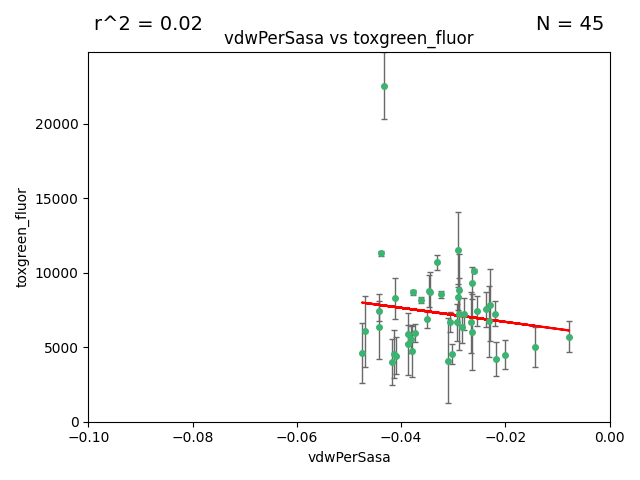 r^2 = 0.02
N = 45
vdwPerSasa vs toxgreen_fluor
20000
15000
10000
5000
0
toxgreen_fluor
−0.10
−0.08
−0.06
−0.04
−0.02
0.00
vdwPerSasa